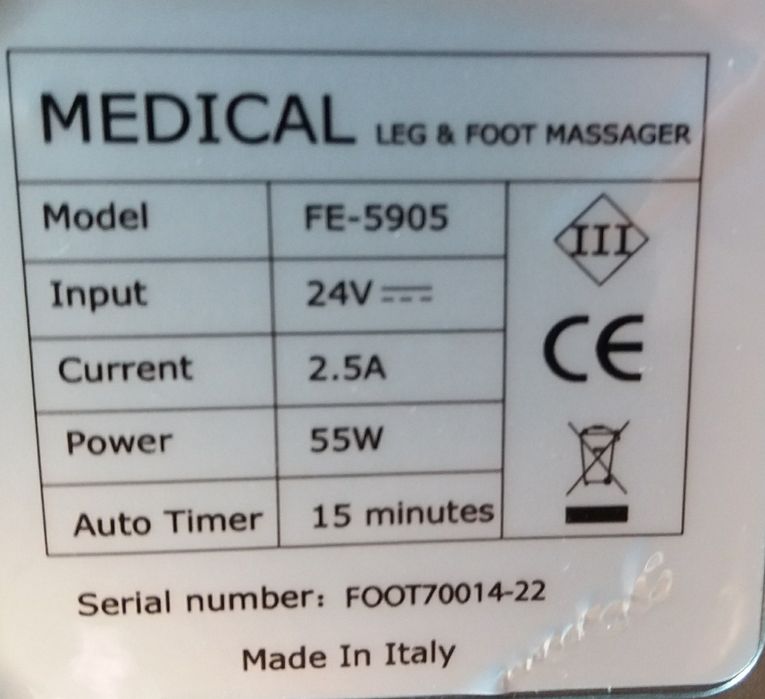 MEDICAL LEG & FOOT MASSAGER
Model FE-5905
Input 24V
Current 2.5A
Power 55W
Auto Timer 15 minutes
III
CE
Serial number: FOOT70014-22
Made In Italy